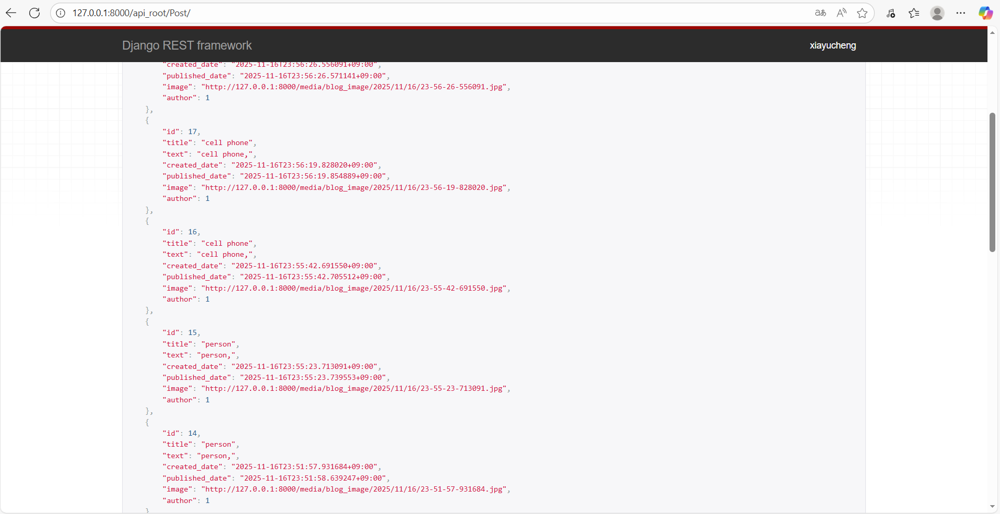 127.0.0.1:8000/api_root/Post/
Django REST framework
xiayucheng
"created_date": "2025-11-16T23:56:26.556091+09:00",
"published_date": "2025-11-16T23:56:26.571141+09:00",
"image": "http://127.0.0.1:8000/media/blog_image/2025/11/16/23-56-26-556091.jpg",
"author": 1
},
{
"id": 17,
"title": "cell phone",
"text": "cell phone,",
"created_date": "2025-11-16T23:56:19.828020+09:00",
"published_date": "2025-11-16T23:56:19.854889+09:00",
"image": "http://127.0.0.1:8000/media/blog_image/2025/11/16/23-56-19-828020.jpg",
"author": 1
},
{
"id": 16,
"title": "cell phone",
"text": "cell phone,",
"created_date": "2025-11-16T23:55:42.691550+09:00",
"published_date": "2025-11-16T23:55:42.705512+09:00",
"image": "http://127.0.0.1:8000/media/blog_image/2025/11/16/23-55-42-691550.jpg",
"author": 1
},
{
"id": 15,
"title": "person",
"text": "person,",
"created_date": "2025-11-16T23:55:23.713091+09:00",
"published_date": "2025-11-16T23:55:23.739553+09:00",
"image": "http://127.0.0.1:8000/media/blog_image/2025/11/16/23-55-23-713091.jpg",
"author": 1
},
{
"id": 14,
"title": "person",
"text": "person,",
"created_date": "2025-11-16T23:51:57.931684+09:00",
"published_date": "2025-11-16T23:51:58.639247+09:00",
"image": "http://127.0.0.1:8000/media/blog_image/2025/11/16/23-51-57-931684.jpg",
"author": 1
}